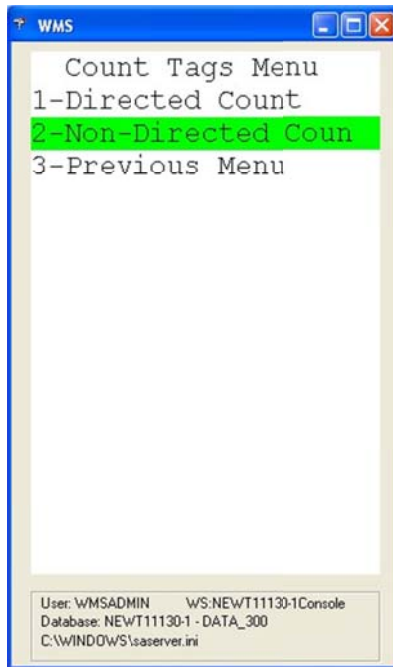 WMS
Count Tags Menu
1-Directed Count
2-Non-Directed Coun
3-Previous Menu
User: WMSADMIN WS:NEWT11130-1Console
Database: NEWT11130-1 - DATA_300
C:\WINDOWS\saserver.ini